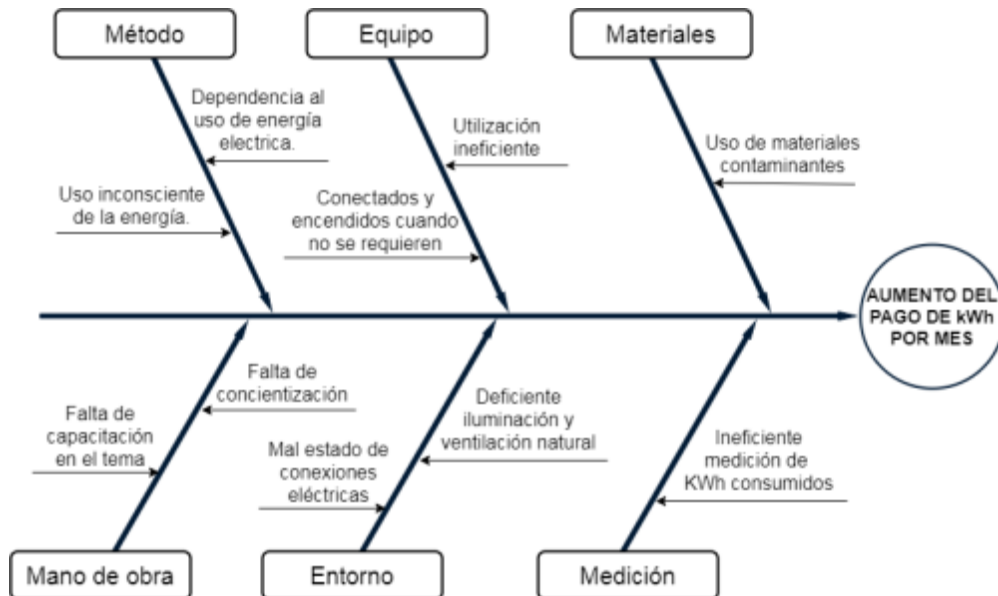 Método
Equipo
Materiales
Dependencia al
uso de energía
electrica.
Uso inconsciente
de la energía.
Utilización
ineficiente
Conectados y
encendidos cuando
no se requieren
Uso de materiales
contaminantes
AUMENTO DEL
PAGO DE kWh
POR MES
Falta de
concientización
Falta de
capacitación
en el tema
Deficiente
iluminación y
ventilación natural
Mal estado de
conexiones
eléctricas
Ineficiente
medición de
KWh consumidos
Mano de obra
Entorno
Medición